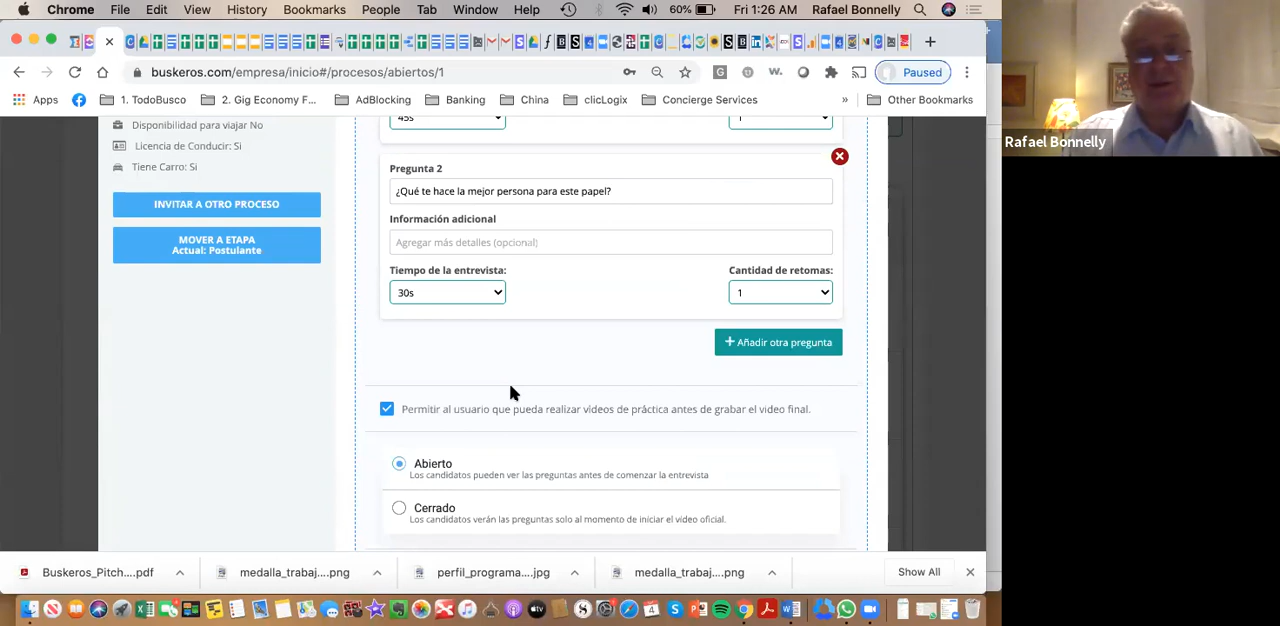 Chrome File Edit View History Bookmarks People Tab Window Help 60% Fri 1:26 AM Rafael Bonnelly
buskeros.com/empresa/inicio#/procesos/abiertos/1 Paused
Apps 1. TodoBusco 2. Gig Economy F... AdBlocking Banking China clicLogix Concierge Services » Other Bookmarks
Rafael Bonnelly
Disponibilidad para viajar No
Licencia de Conducir: Si
Tiene Carro: Si
INVITAR A OTRO PROCESO
MOVER A ETAPA
Actual: Postulante
45s 1
Pregunta 2
¿Qué te hace la mejor persona para este papel?
Información adicional
Agregar más detalles (opcional)
Tiempo de la entrevista: Cantidad de retomas:
30s 1
+ Añadir otra pregunta
Permitir al usuario que pueda realizar videos de práctica antes de grabar el video final.
Abierto
Los candidatos pueden ver las preguntas antes de comenzar la entrevista
Cerrado
Los candidatos verán las preguntas solo al momento de iniciar el video oficial.
Buskeros_Pitch....pdf medalla_trabaj....png perfil_programa....jpg medalla_trabaj....png Show All